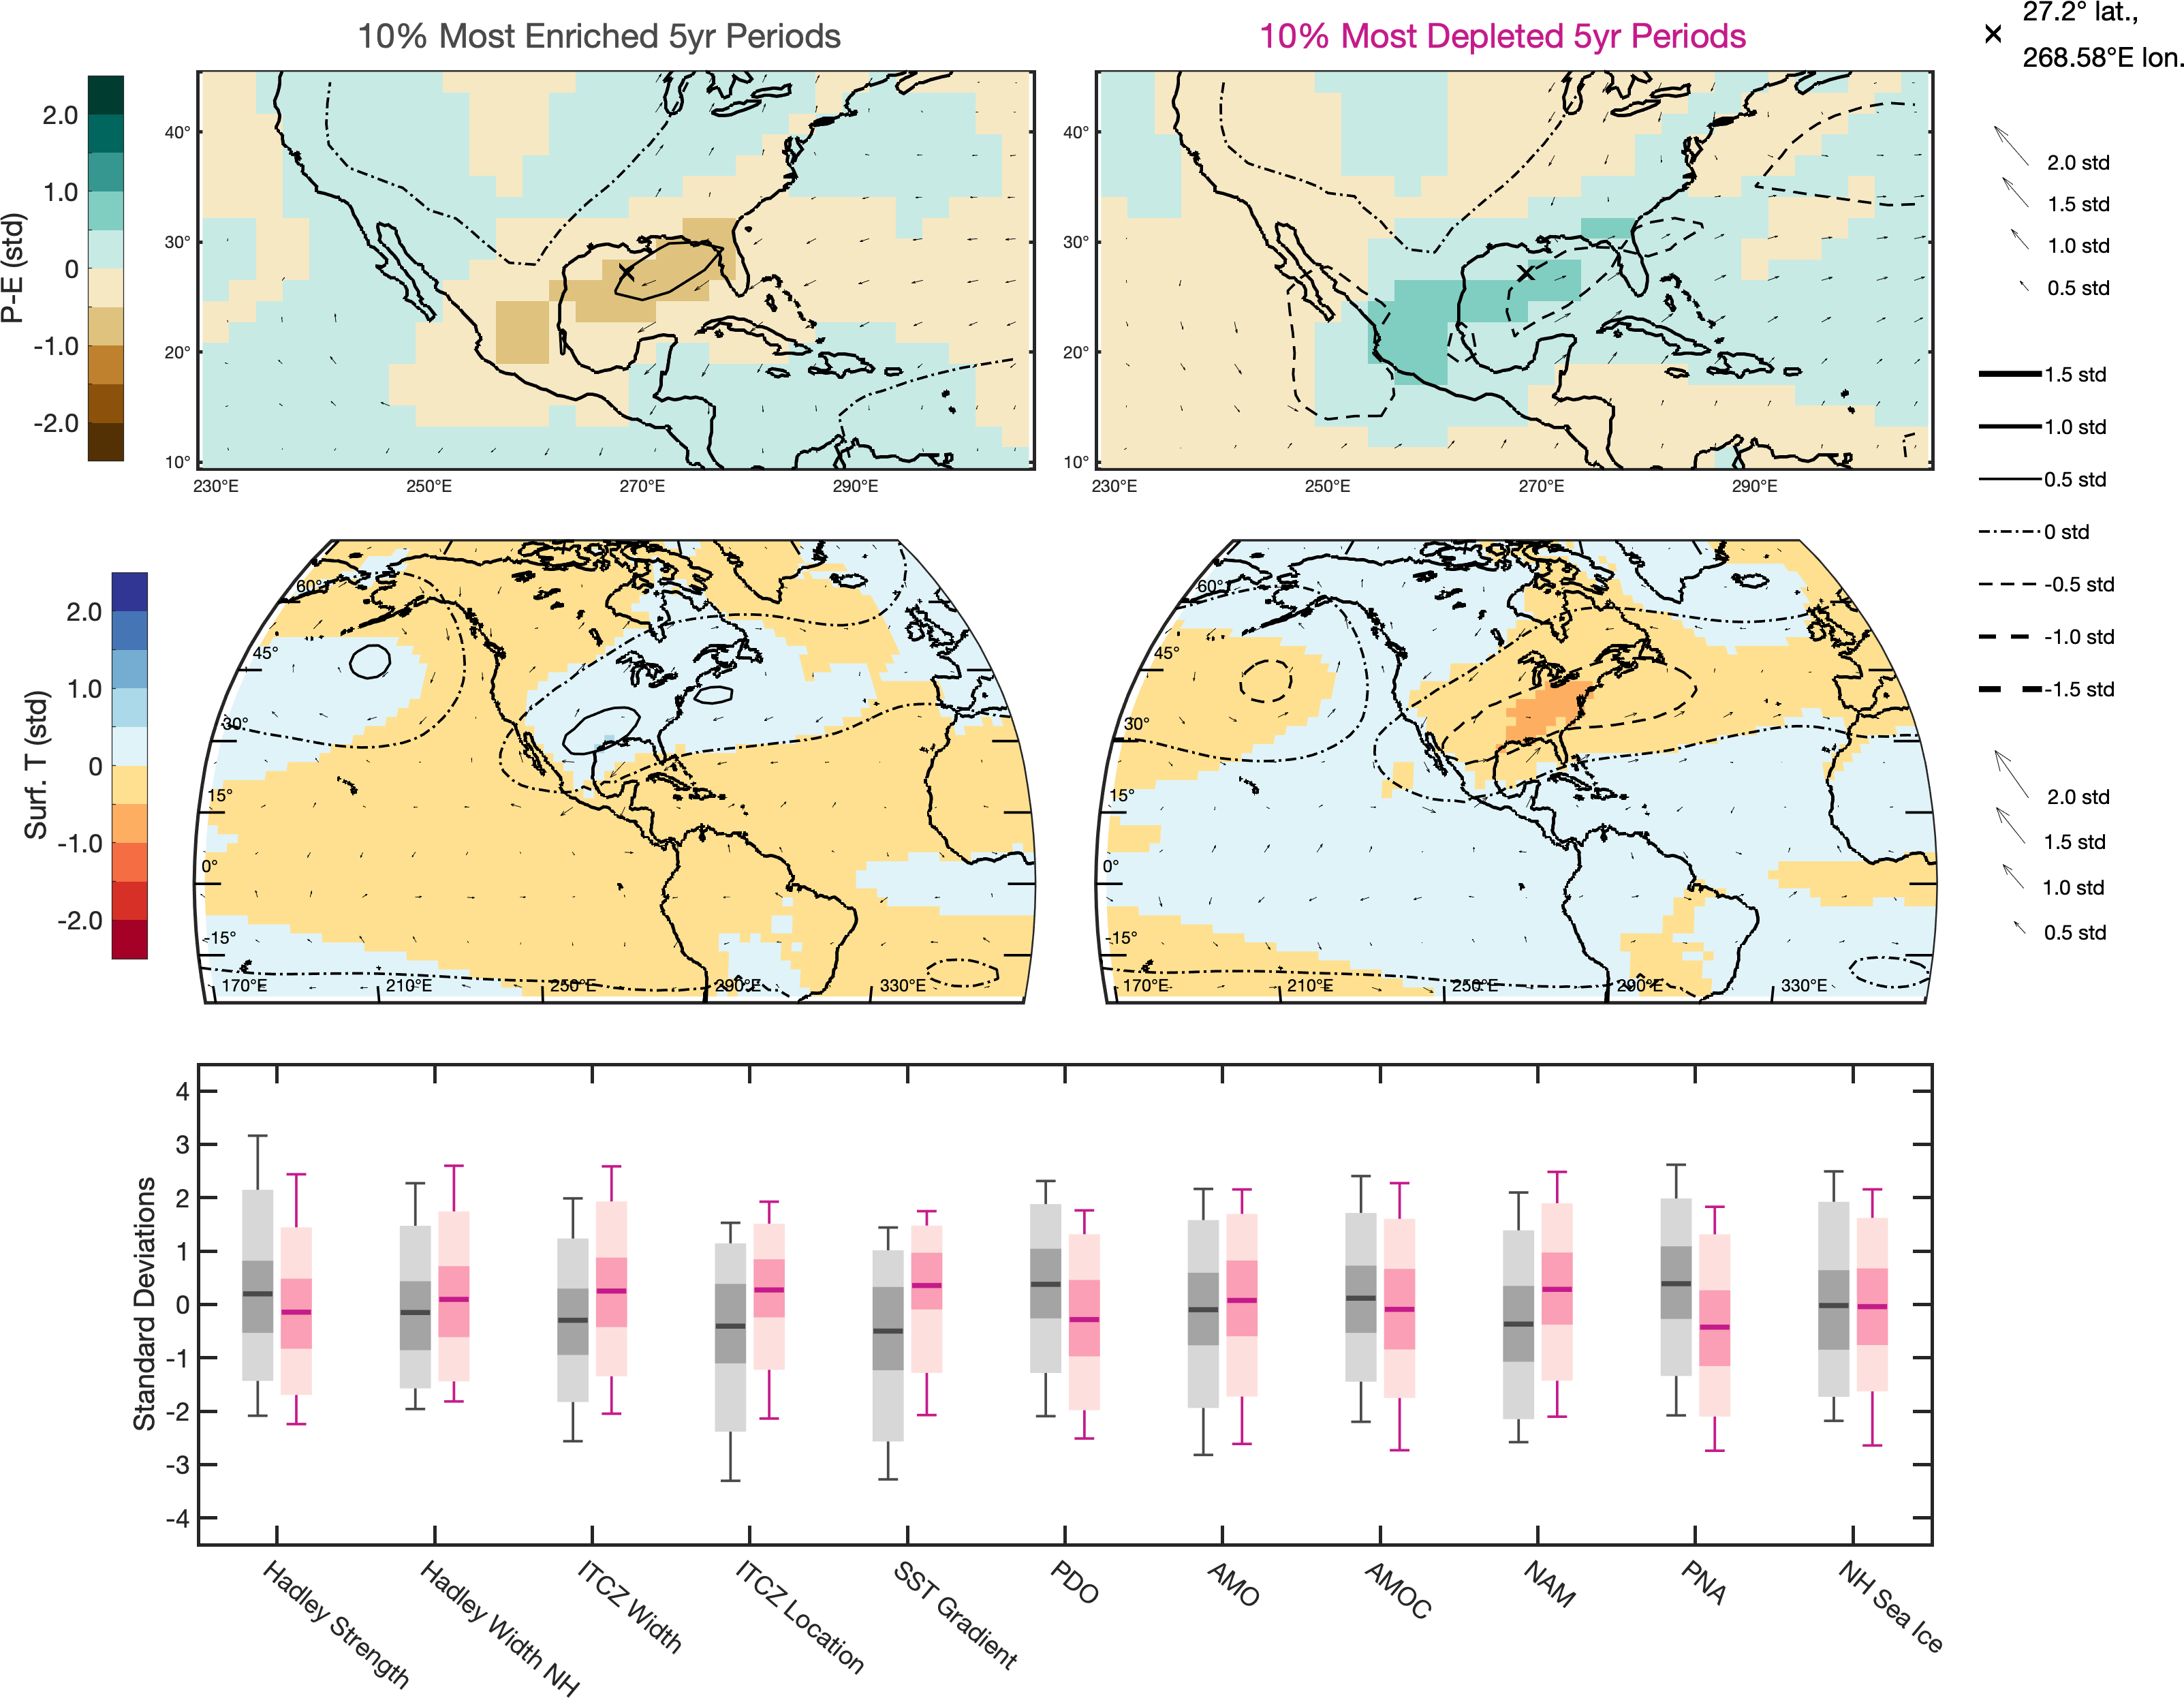 10% Most Enriched 5yr Periods
10% Most Depleted 5yr Periods
27.2° lat.,
268.58°E lon.
P-E (std)
2.0
1.0
0
-1.0
-2.0
40°
30°
20°
10°
230°E 250°E 270°E 290°E
40°
30°
20°
10°
230°E 250°E 270°E 290°E
2.0 std
1.5 std
1.0 std
0.5 std
1.5 std
1.0 std
0.5 std
0 std
-0.5 std
-1.0 std
-1.5 std
Surf. T (std)
2.0
1.0
0
-1.0
-2.0
60°
45°
30°
15°
0°
-15°
170°E 210°E 250°E 290°E 330°E
60°
45°
30°
15°
0°
-15°
170°E 210°E 250°E 290°E 330°E
2.0 std
1.5 std
1.0 std
0.5 std
Standard Deviations
4
3
2
1
0
-1
-2
-3
-4
Hadley Strength
Hadley Width NH
ITCZ Width
ITCZ Location
SST Gradient
PDO
AMO
AMOC
NAM
PNA
NH Sea Ice